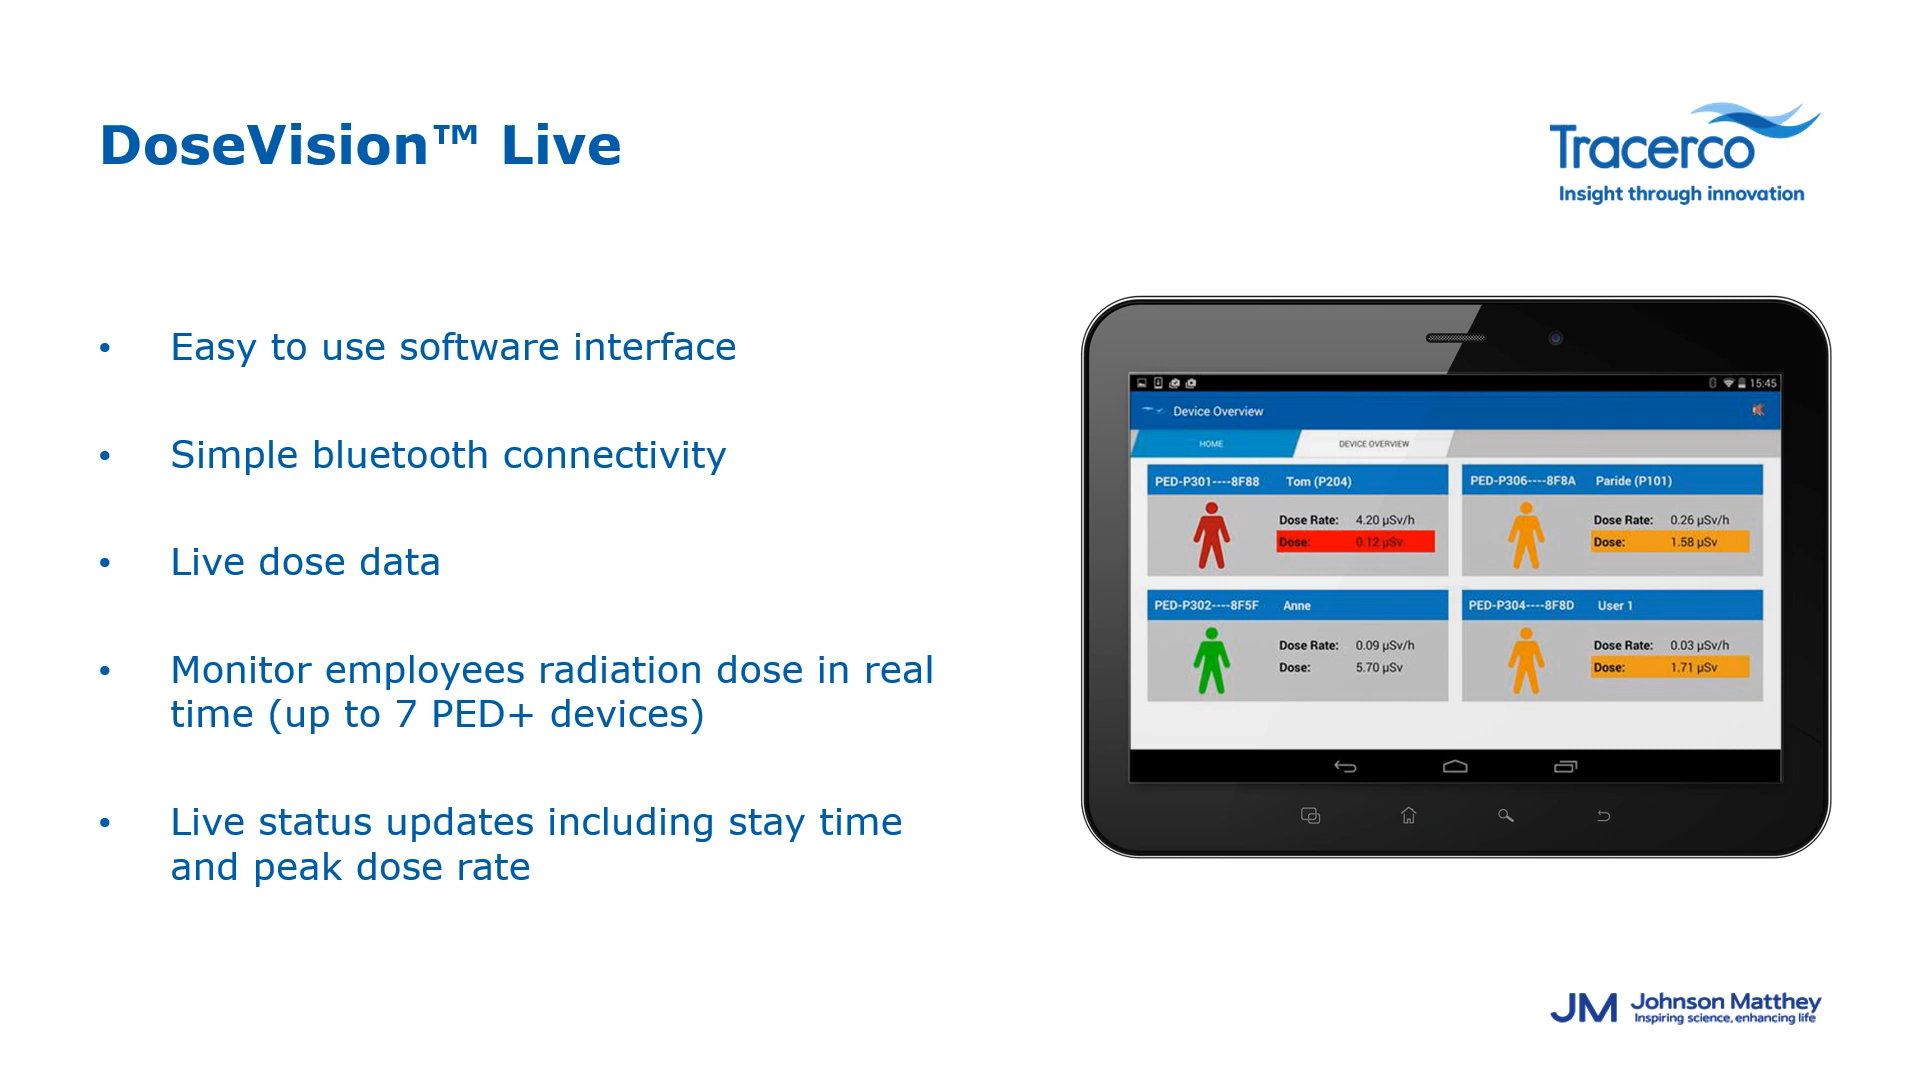 DoseVision™ Live
Tracerco
Insight through innovation
• Easy to use software interface
• Simple bluetooth connectivity
• Live dose data
• Monitor employees radiation dose in real
time (up to 7 PED+ devices)
• Live status updates including stay time
and peak dose rate
15:45
Device Overview
HOME DEVICE OVERVIEW
PED-P301----8F88 Tom (P204)
Dose Rate: 4.20 µSv/h
Dose: 0.12 µSv
PED-P306----8F8A Paride (P101)
Dose Rate: 0.26 µSv/h
Dose: 1.58 µSv
PED-P302----8F5F Anne
Dose Rate: 0.09 µSv/h
Dose: 5.70 µSv
PED-P304----8F8D User 1
Dose Rate: 0.03 µSv/h
Dose: 1.71 µSv
JM Johnson Matthey
Inspiring science, enhancing life